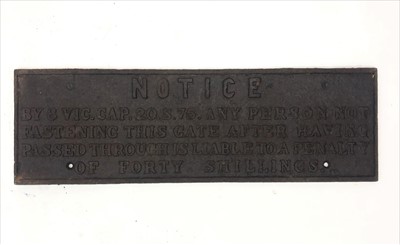 NOTICE
BY 8 VIC. CAP. 20. S. 75. ANY PERSON NOT
FASTENING THIS GATE AFTER HAVING
PASSED THROUGH IS LIABLE TO A PENALTY
OF FORTY SHILLINGS.